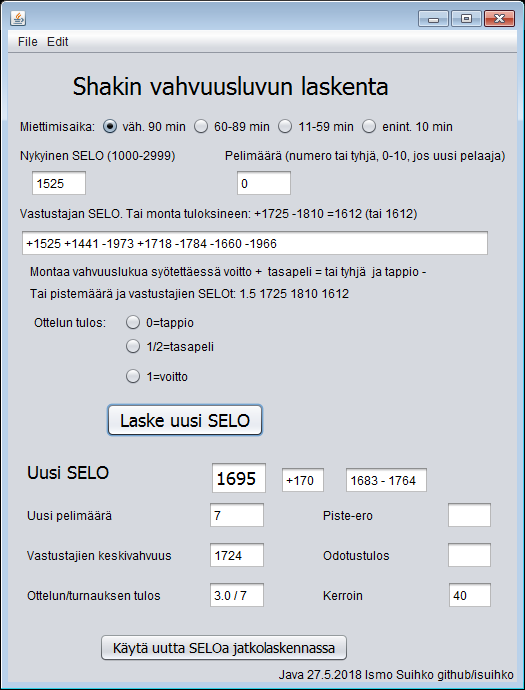 File Edit
Shakin vahvuusluvun laskenta
Miettimisaika: väh. 90 min 60-89 min 11-59 min enint. 10 min
Nykyinen SELO (1000-2999) Pelimäärä (numero tai tyhjä, 0-10, jos uusi pelaaja)
1525 0
Vastustajan SELO. Tai monta tuloksineen: +1725 -1810 =1612 (tai 1612)
+1525 +1441 -1973 +1718 -1784 -1660 -1966
Montaa vahvuuslukua syötettäessä voitto + tasapeli = tai tyhjä ja tappio -
Tai pistemäärä ja vastustajien SELOt: 1.5 1725 1810 1612
Ottelun tulos: 0=tappio
1/2=tasapeli
1=voitto
Laske uusi SELO
Uusi SELO 1695 +170 1683 - 1764
Uusi pelimäärä 7 Piste-ero
Vastustajien keskivahvuus 1724 Odotustulos
Ottelun/turnauksen tulos 3.0 / 7 Kerroin 40
Käytä uutta SELOa jatkolaskennassa
Java 27.5.2018 Ismo Suihko github/isuihko